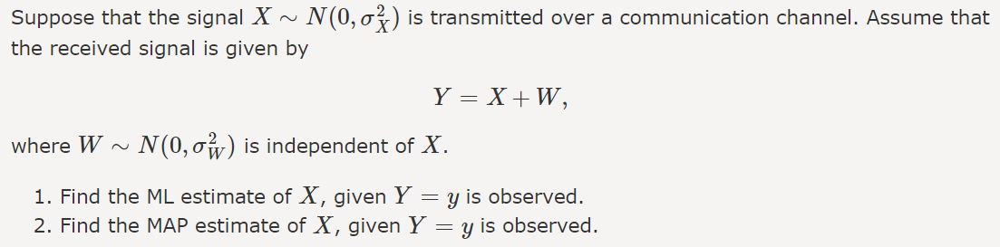 Suppose that the signal $X \sim N(0, \sigma_X^2)$ is transmitted over a communication channel. Assume that
the received signal is given by
$Y = X + W,$
where $W \sim N(0, \sigma_W^2)$ is independent of $X$.
1. Find the ML estimate of $X$, given $Y = y$ is observed.
2. Find the MAP estimate of $X$, given $Y = y$ is observed.